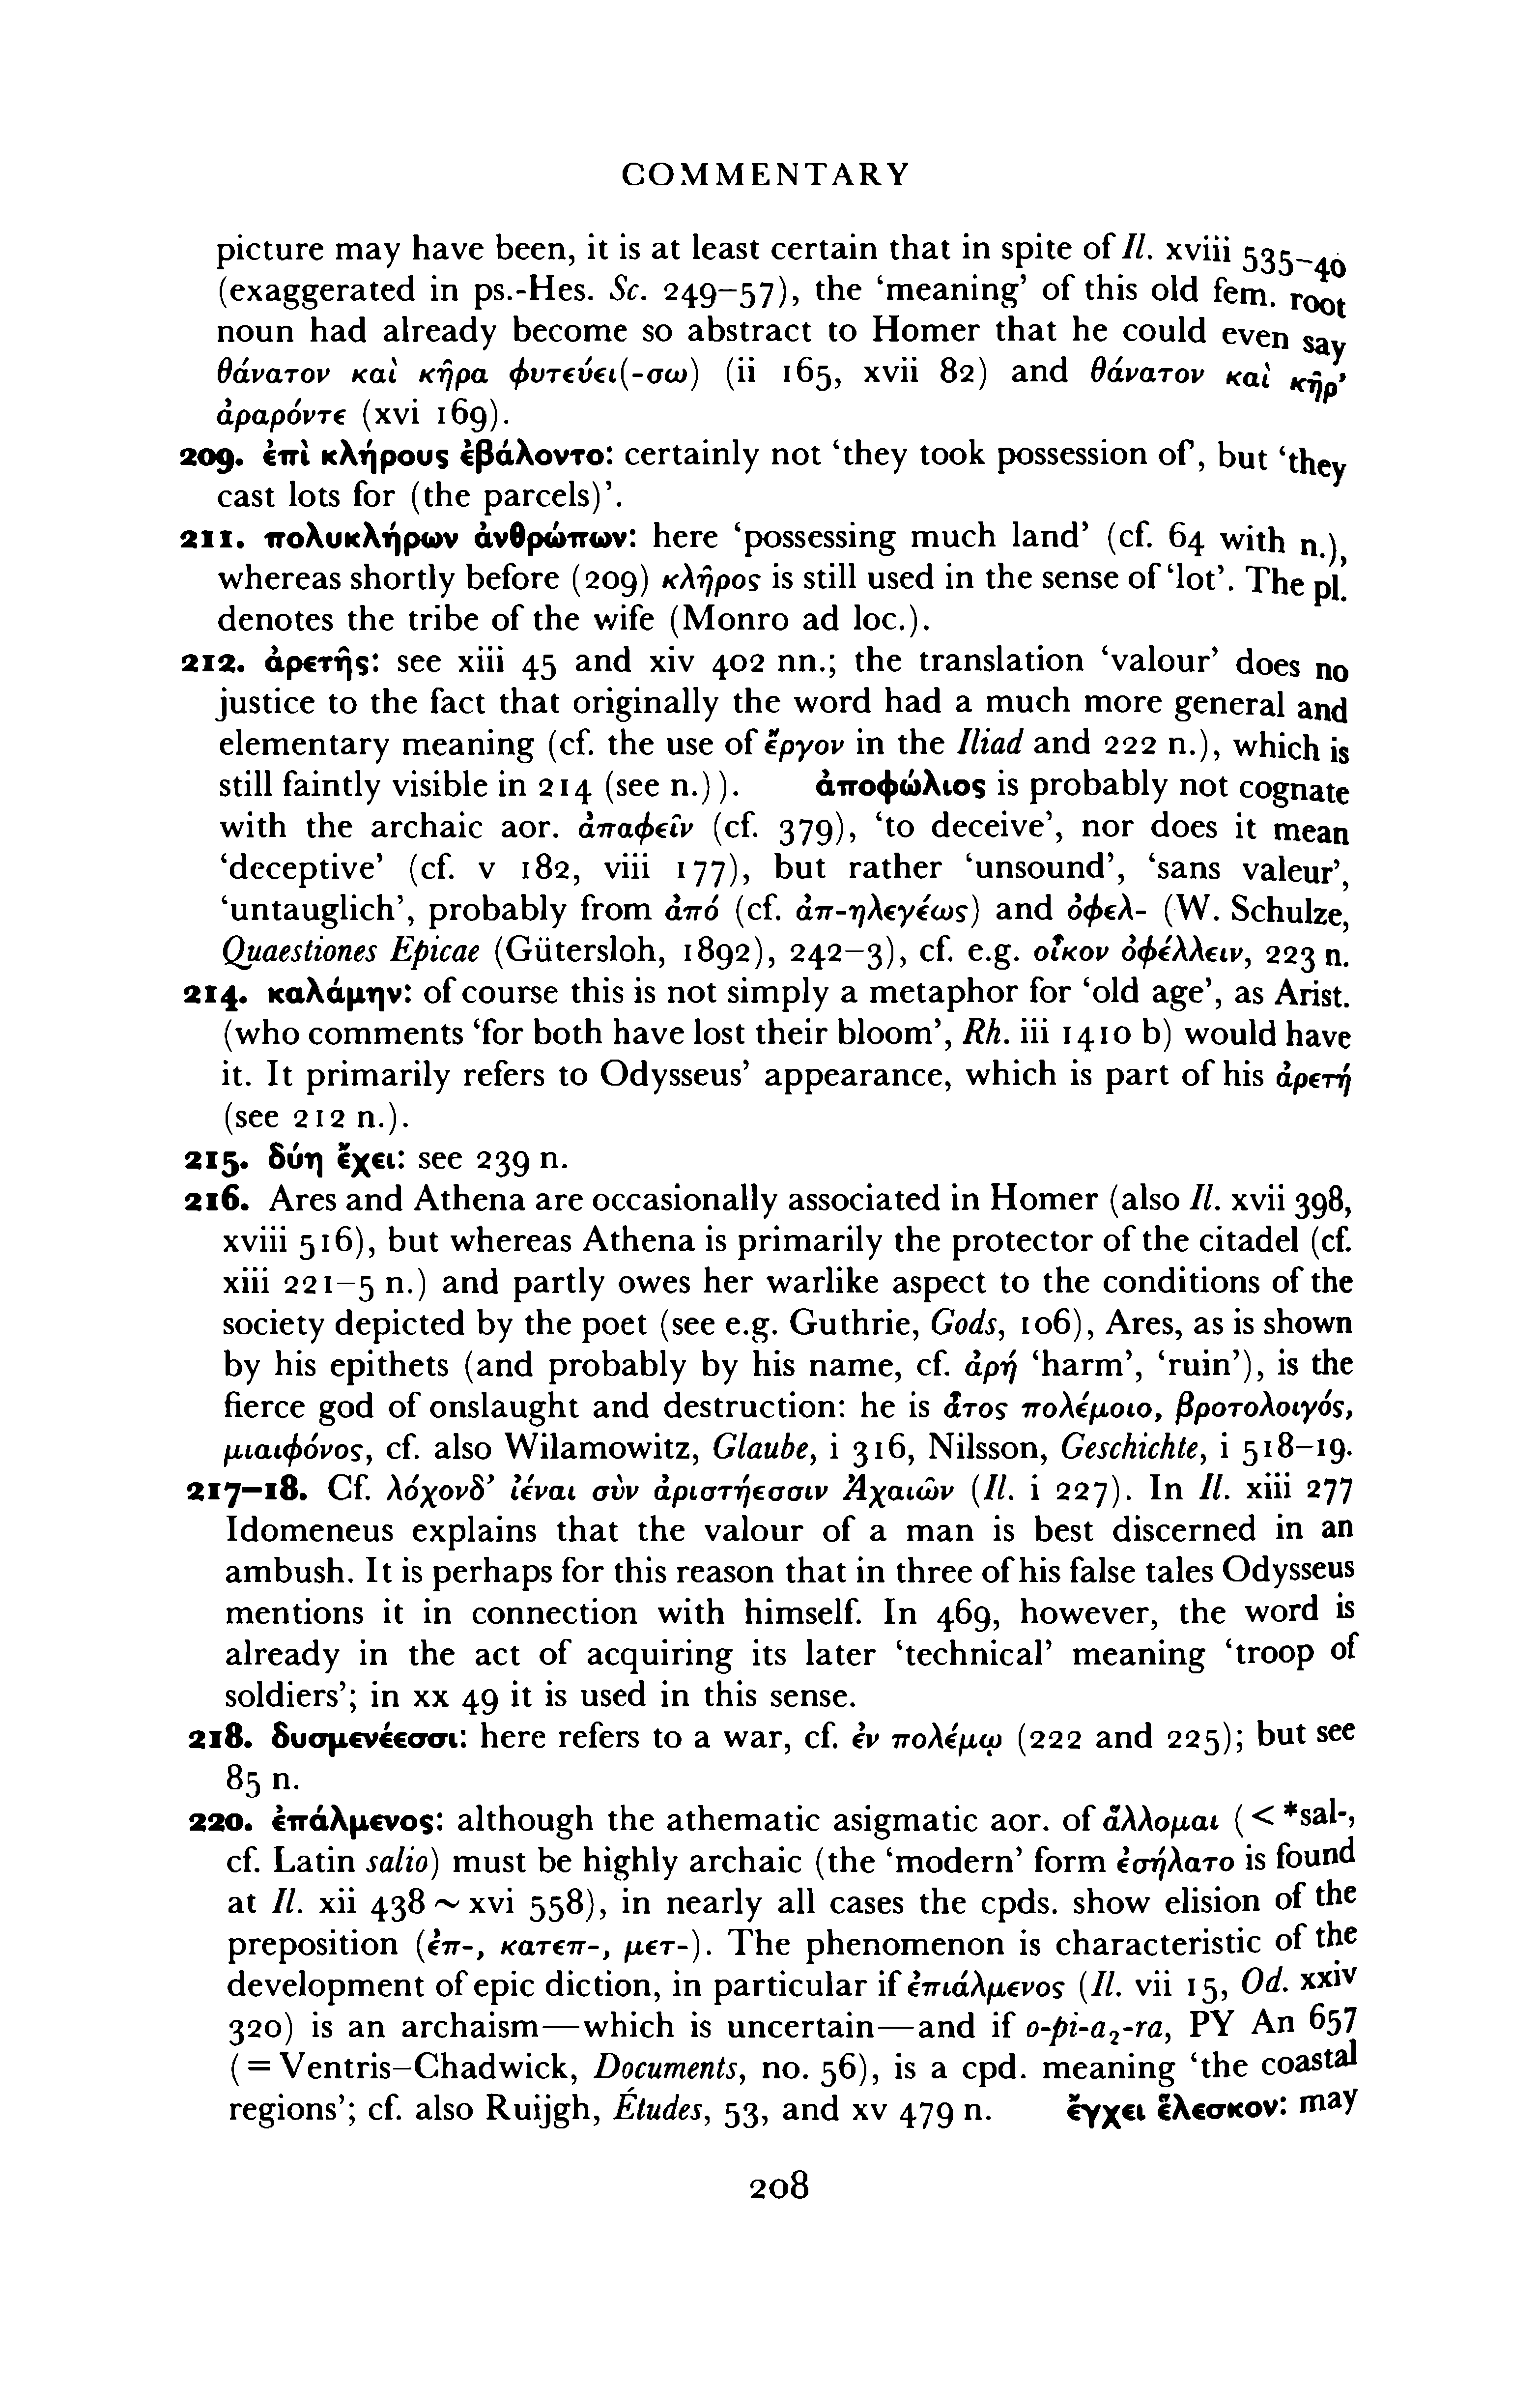 COMMENTARY
picture may have been, it is at least certain that in spite of Il. xviii 535–40
(exaggerated in ps.-Hes. Sc. 249–57), the ‘meaning’ of this old fem. root
noun had already become so abstract to Homer that he could even say
θάνατον καὶ κῆρα φυτεύει(-σω) (ii 165, xvii 82) and θάνατον καὶ κῆρ’
ἀραρόντε (xvi 169).
209. ἐπὶ κλήρους ἐβάλοντο: certainly not ‘they took possession of’, but ‘they
cast lots for (the parcels)’.
211. πολυκλήρων ἀνθρώπων: here ‘possessing much land’ (cf. 64 with n.),
whereas shortly before (209) κλῆρος is still used in the sense of ‘lot’. The pl.
denotes the tribe of the wife (Monro ad loc.).
212. ἀρετῆς: see xiii 45 and xiv 402 nn.; the translation ‘valour’ does no
justice to the fact that originally the word had a much more general and
elementary meaning (cf. the use of ἔργον in the Iliad and 222 n.), which is
still faintly visible in 214 (see n.)). ἀποφώλιος is probably not cognate
with the archaic aor. ἀπαφεῖν (cf. 379), ‘to deceive’, nor does it mean
‘deceptive’ (cf. v 182, viii 177), but rather ‘unsound’, ‘sans valeur’,
‘untauglich’, probably from ἀπό (cf. ἀπ-ηλεγέως) and ὀφελ- (W. Schulze,
Quaestiones Epicae (Gütersloh, 1892), 242–3), cf. e.g. οἶκον ὀφέλλειν, 223 n.
214. καλάμην: of course this is not simply a metaphor for ‘old age’, as Arist.
(who comments ‘for both have lost their bloom’, Rh. iii 1410 b) would have
it. It primarily refers to Odysseus’ appearance, which is part of his ἀρετή
(see 212 n.).
215. δύη ἔχει: see 239 n.
216. Ares and Athena are occasionally associated in Homer (also Il. xvii 398,
xviii 516), but whereas Athena is primarily the protector of the citadel (cf.
xiii 221–5 n.) and partly owes her warlike aspect to the conditions of the
society depicted by the poet (see e.g. Guthrie, Gods, 106), Ares, as is shown
by his epithets (and probably by his name, cf. ἀρή ‘harm’, ‘ruin’), is the
fierce god of onslaught and destruction: he is ἆτος πολέμοιο, βροτολοιγός,
μιαιφόνος, cf. also Wilamowitz, Glaube, i 316, Nilsson, Geschichte, i 518–19.
217–18. Cf. λόχονδ’ ἰέναι σὺν ἀριστήεσσιν Ἀχαιῶν (Il. i 227). In Il. xiii 277
Idomeneus explains that the valour of a man is best discerned in an
ambush. It is perhaps for this reason that in three of his false tales Odysseus
mentions it in connection with himself. In 469, however, the word is
already in the act of acquiring its later ‘technical’ meaning ‘troop of
soldiers’; in xx 49 it is used in this sense.
218. δυσμενέεσσι: here refers to a war, cf. ἐν πολέμῳ (222 and 225); but see
85 n.
220. ἐπάλμενος: although the athematic asigmatic aor. of ἅλλομαι (< *sal-,
cf. Latin salio) must be highly archaic (the ‘modern’ form ἐσήλατο is found
at Il. xii 438 ~ xvi 558), in nearly all cases the cpds. show elision of the
preposition (ἐπ-, κατεπ-, μετ-). The phenomenon is characteristic of the
development of epic diction, in particular if ἐπιάλμενος (Il. vii 15, Od. xxiv
320) is an archaism—which is uncertain—and if o-pi-a₂-ra, PY An 657
(= Ventris–Chadwick, Documents, no. 56), is a cpd. meaning ‘the coastal
regions’; cf. also Ruijgh, Études, 53, and xv 479 n. ἔγχει ἕλεσκον: may
208